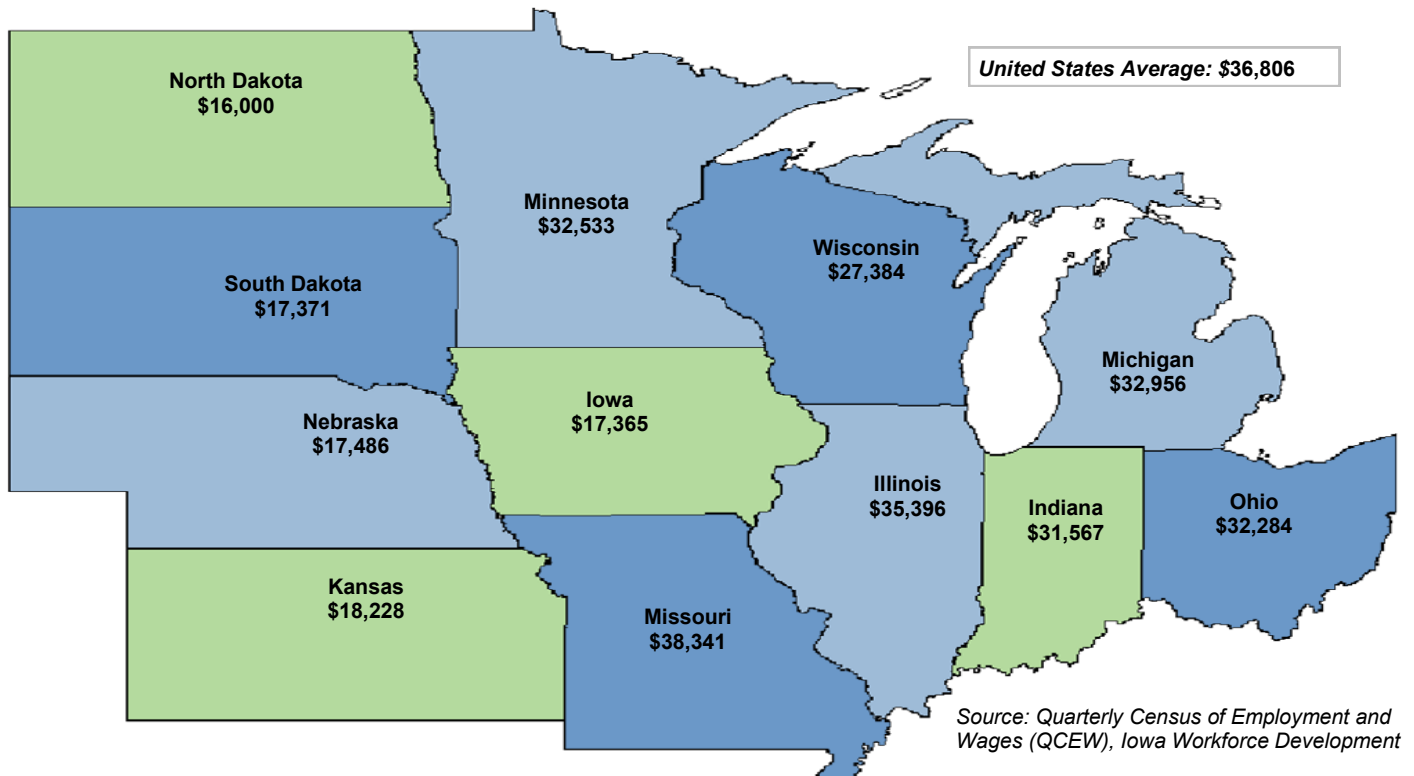 United States Average: $36,806
North Dakota
$16,000
Minnesota
$32,533
Wisconsin
$27,384
South Dakota
$17,371
Michigan
$32,956
Iowa
$17,365
Nebraska
$17,486
Illinois
$35,396
Indiana
$31,567
Ohio
$32,284
Kansas
$18,228
Missouri
$38,341
Source: Quarterly Census of Employment and
Wages (QCEW), Iowa Workforce Development